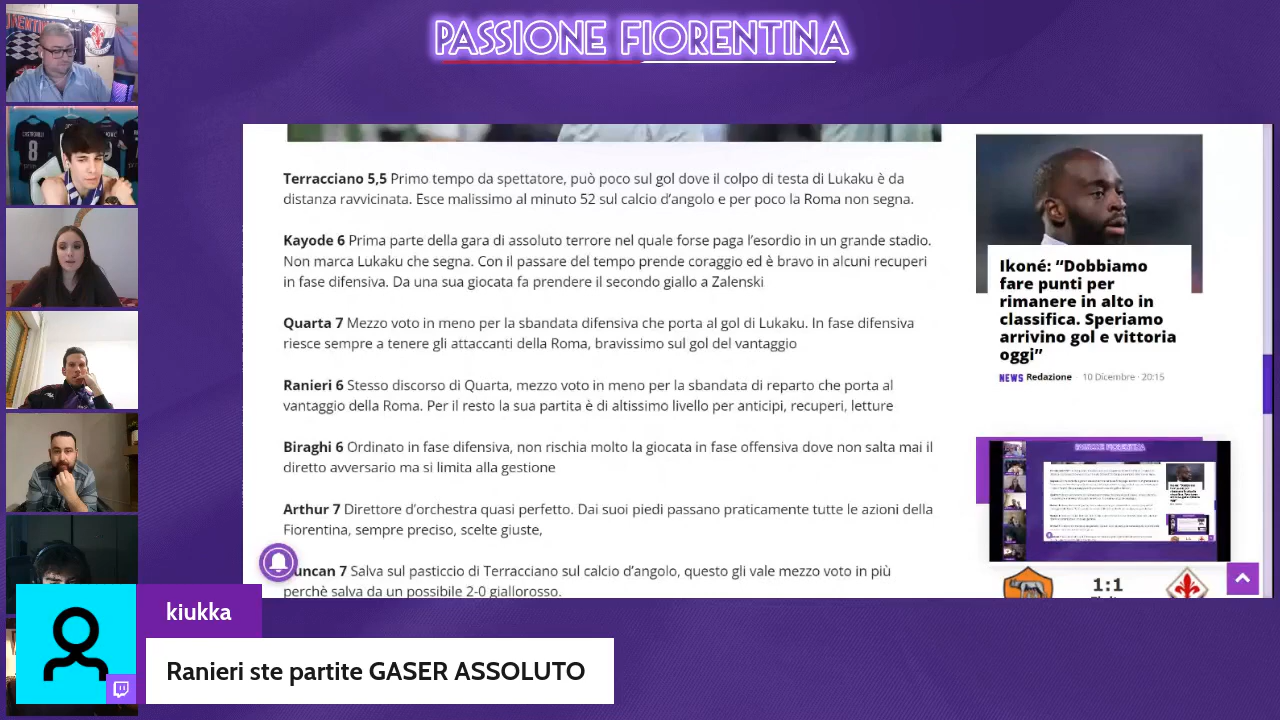 PASSIONE FIORENTINA
Terracciano 5,5 Primo tempo da spettatore, può poco sul gol dove il colpo di testa di Lukaku è da
distanza ravvicinata. Esce malissimo al minuto 52 sul calcio d'angolo e per poco la Roma non segna.
Kayode 6 Prima parte della gara di assoluto terrore nel quale forse paga l'esordio in un grande stadio.
Non marca Lukaku che segna. Con il passare del tempo prende coraggio ed è bravo in alcuni recuperi
in fase difensiva. Da una sua giocata fa prendere il secondo giallo a Zalenski
Quarta 7 Mezzo voto in meno per la sbandata difensiva che porta al gol di Lukaku. In fase difensiva
riesce sempre a tenere gli attaccanti della Roma, bravissimo sul gol del vantaggio
Ranieri 6 Stesso discorso di Quarta, mezzo voto in meno per la sbandata di reparto che porta al
vantaggio della Roma. Per il resto la sua partita è di altissimo livello per anticipi, recuperi, letture
Biraghi 6 Ordinato in fase difensiva, non rischia molto la giocata in fase offensiva dove non salta mai il
diretto avversario ma si limita alla gestione
Arthur 7 Direttore d'orchestra quasi perfetto. Dai suoi piedi passano praticamente tutte le azioni della
Fiorentina, sempre preciso, scelte giuste,
uncan 7 Salva sul pasticcio di Terracciano sul calcio d'angolo, questo gli vale mezzo voto in più
perchè salva da un possibile 2-0 giallorosso.
Ikoné: “Dobbiamo
fare punti per
rimanere in alto in
classifica. Speriamo
arrivino gol e vittoria
oggi”
NEWS Redazione - 10 Dicembre · 20:15
PASSIONE FIORENTINA
1:1
8
kiukka
Ranieri ste partite GASER ASSOLUTO